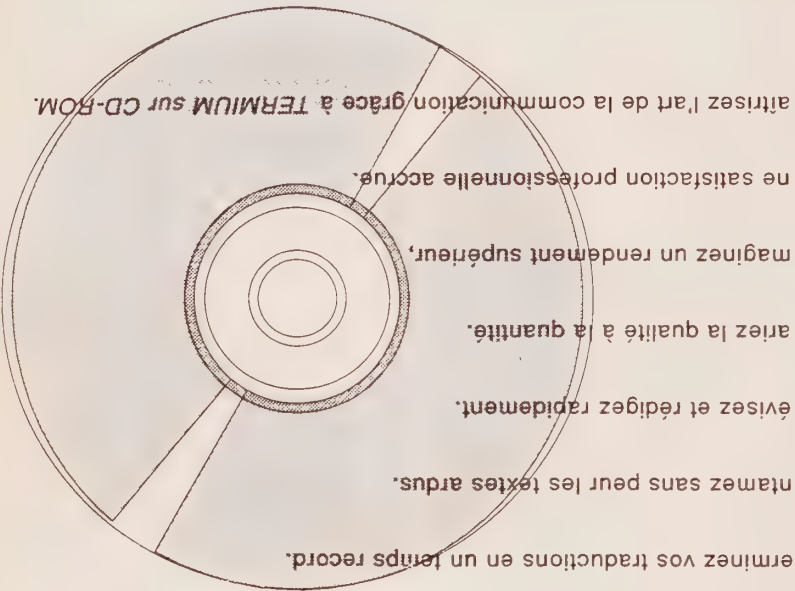 erminez vos traductions en un temps record.
ntamez sans peur les textes ardus.
évisez et rédigez rapidement.
ariez la qualité à la quantité.
maginez un rendement supérieur,
ne satisfaction professionnelle accrue.
aîtrisez l'art de la communication grâce à TERMIUM sur CD-ROM.